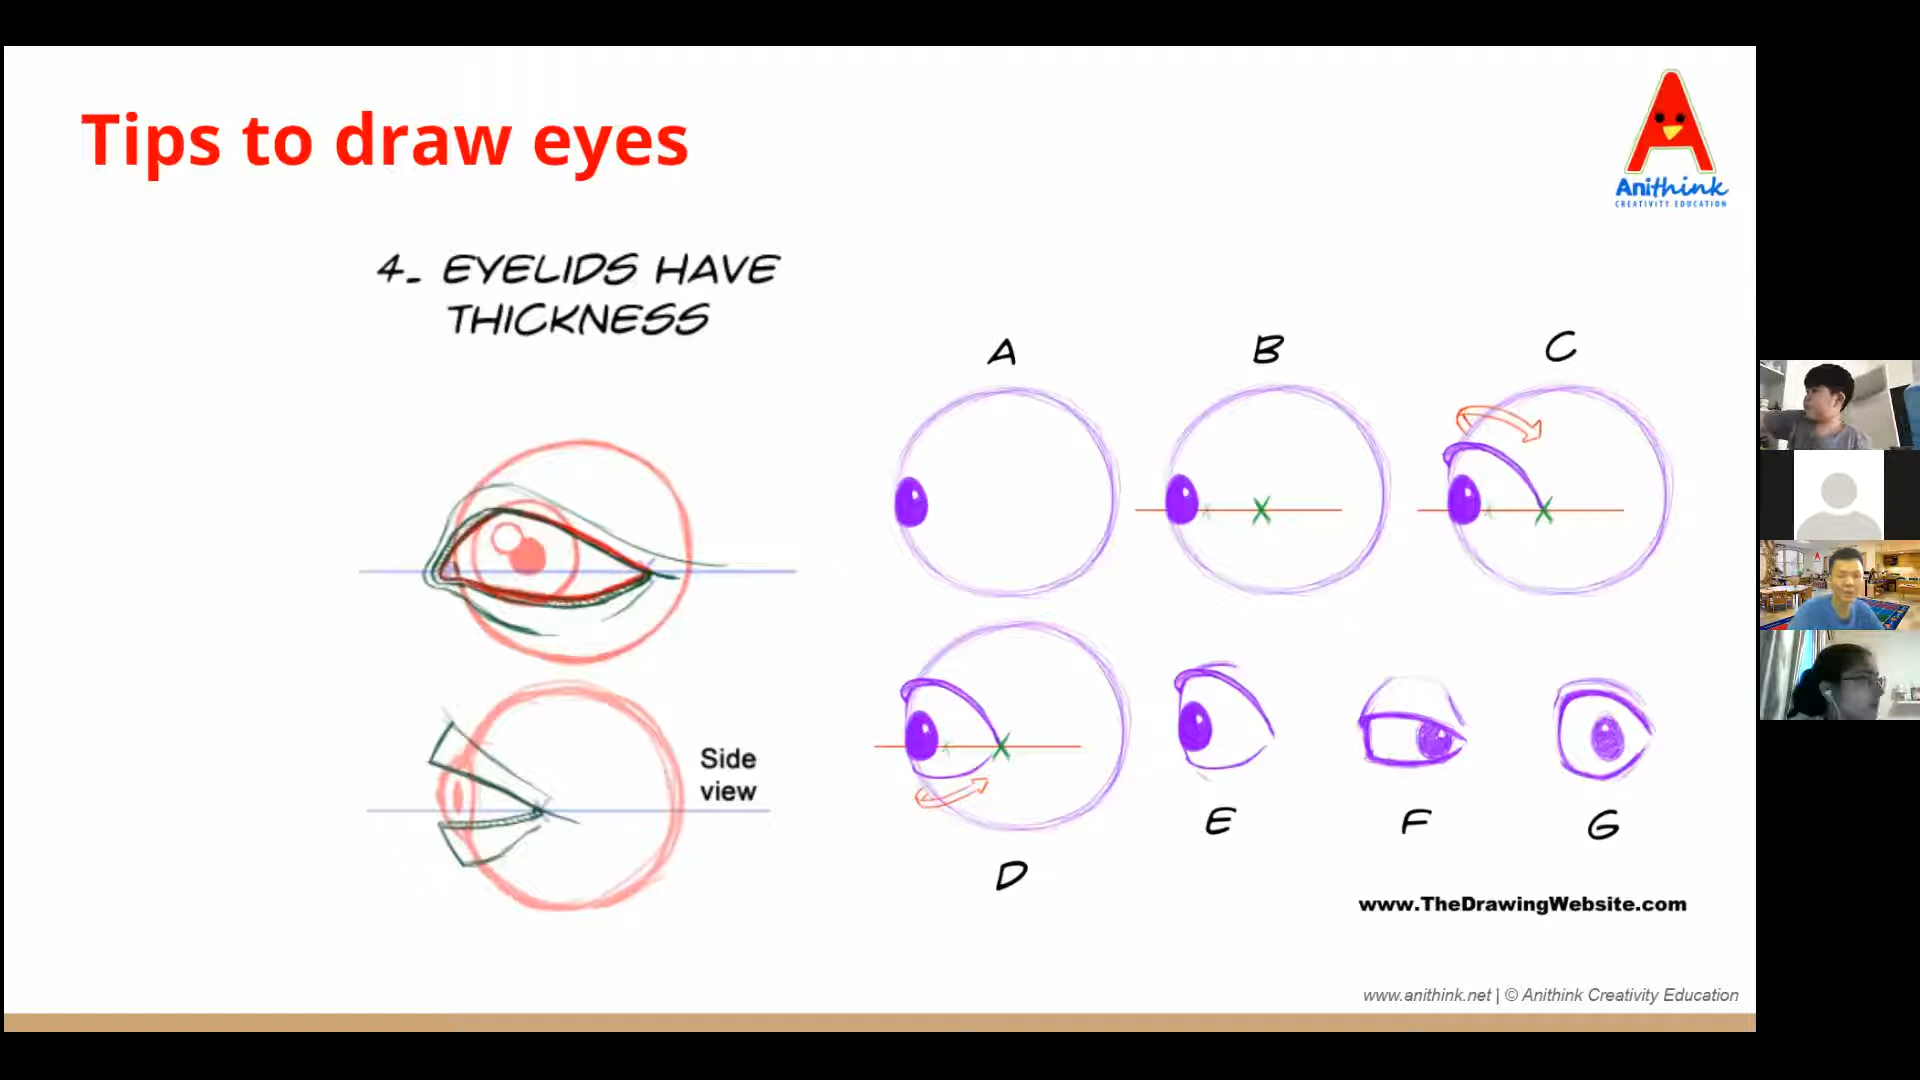 Tips to draw eyes
Anithink
CREATIVITY EDUCATION
4- EYELIDS HAVE
THICKNESS
A
B
C
Side
view
D
E
F
G
www.TheDrawingWebsite.com
www.anithink.net | © Anithink Creativity Education